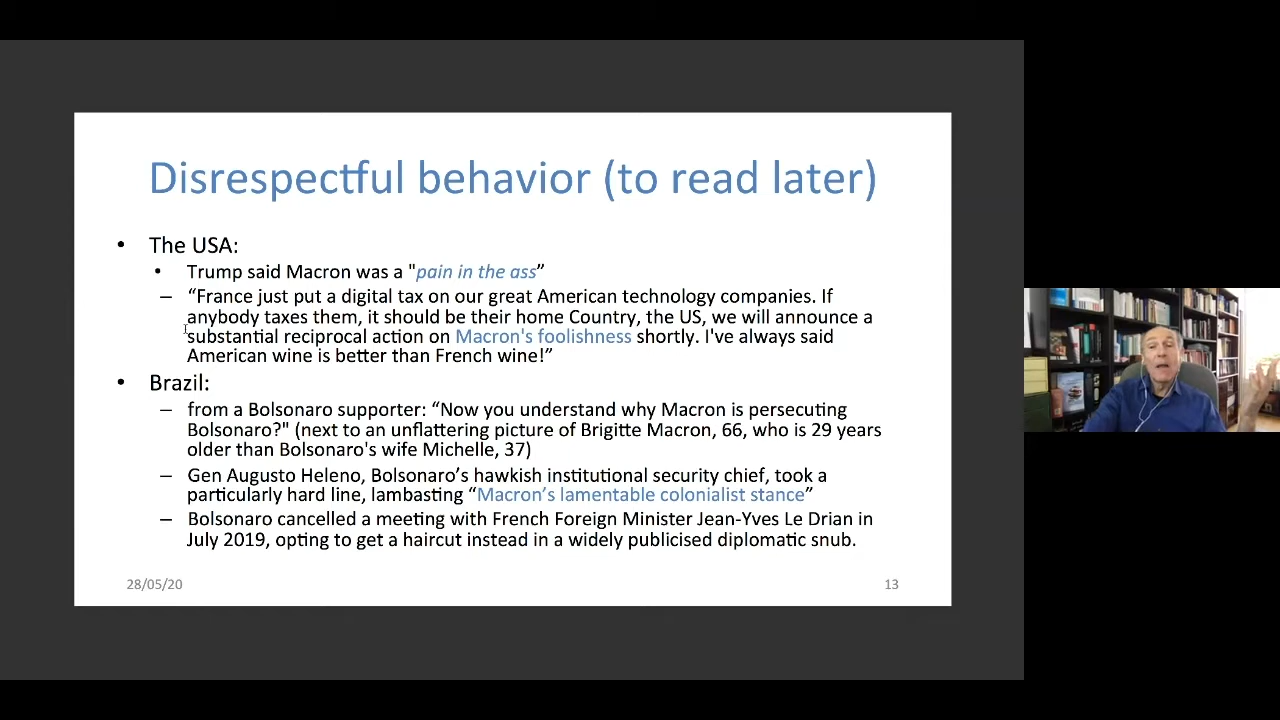 Disrespectful behavior (to read later)
• The USA:
• Trump said Macron was a "pain in the ass”
– “France just put a digital tax on our great American technology companies. If
anybody taxes them, it should be their home Country, the US, we will announce a
substantial reciprocal action on Macron's foolishness shortly. I've always said
American wine is better than French wine!”
• Brazil:
– from a Bolsonaro supporter: “Now you understand why Macron is persecuting
Bolsonaro?" (next to an unflattering picture of Brigitte Macron, 66, who is 29 years
older than Bolsonaro's wife Michelle, 37)
– Gen Augusto Heleno, Bolsonaro’s hawkish institutional security chief, took a
particularly hard line, lambasting “Macron’s lamentable colonialist stance”
– Bolsonaro cancelled a meeting with French Foreign Minister Jean-Yves Le Drian in
July 2019, opting to get a haircut instead in a widely publicised diplomatic snub.
28/05/20 13